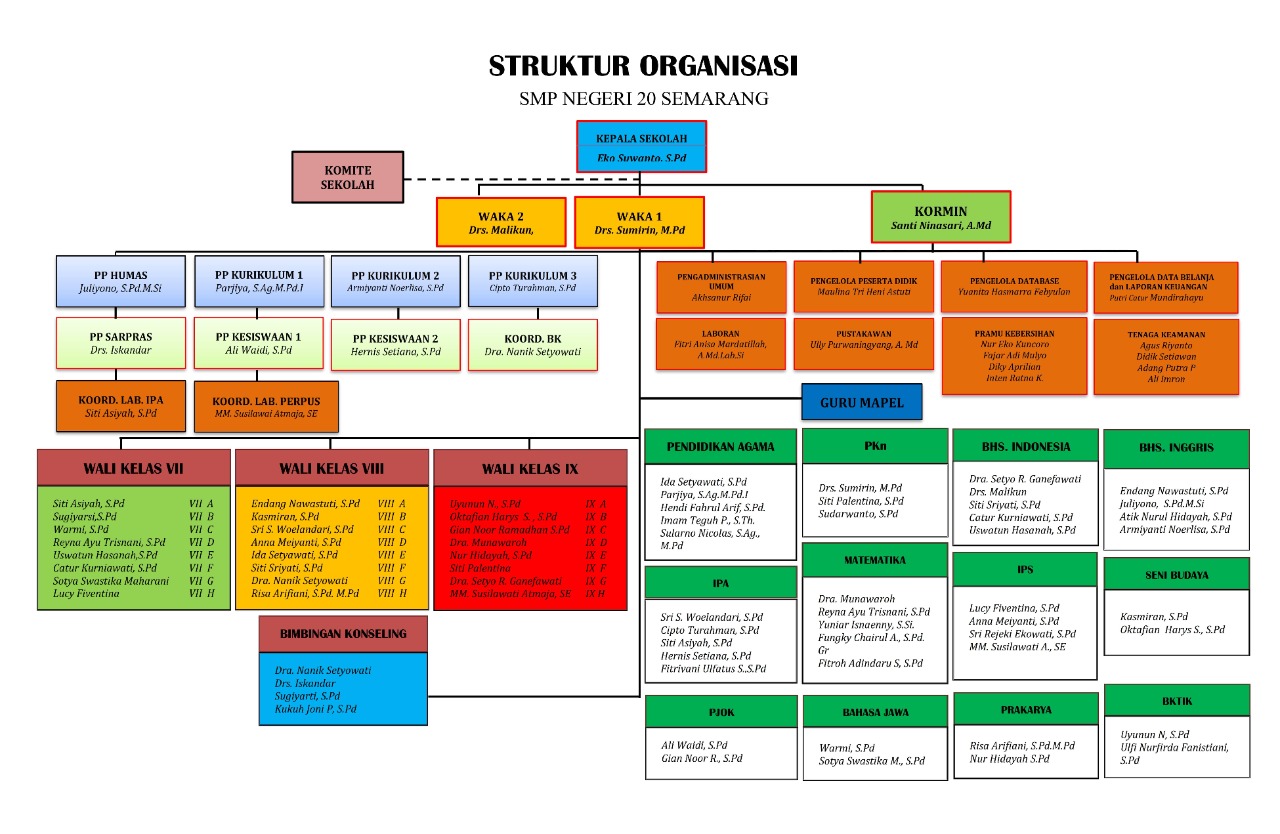 STRUKTUR ORGANISASI
SMP NEGERI 20 SEMARANG
KEPALA SEKOLAH
Eko Suwanto, S.Pd
KOMITE
SEKOLAH
WAKA 2
Drs. Malikun,
WAKA 1
Drs. Sumirin, M.Pd
KORMIN
Santi Ninasari, A.Md
PP HUMAS
Juliyono, S.Pd.M.Si
PP KURIKULUM 1
Parjiya, S.Ag.M.Pd.I
PP KURIKULUM 2
Armiyanti Noerlisa, S.Pd
PP KURIKULUM 3
Cipto Turahman, S.Pd
PENGADMINISTRASIAN
UMUM
Akhsanur Rifai
PENGELOLA PESERTA DIDIK
Maulina Tri Heni Astuti
PENGELOLA DATABASE
Yuanita Hasmarra Febyulan
PENGELOLA DATA BELANJA
dan LAPORAN KEUANGAN
Putri Catur Mundirahayu
PP SARPRAS
Drs. Iskandar
PP KESISWAAN 1
Ali Waidi, S.Pd
PP KESISWAAN 2
Hernis Setiana, S.Pd
KOORD. BK
Dra. Nanik Setyowati
LABORAN
Fitri Anisa Mardatillah,
A.Md.Lab.Si
PUSTAKAWAN
Ully Purwaningyang, A. Md
PRAMU KEBERSIHAN
Nur Eko Kuncoro
Fajar Adi Mulyo
Diky Aprilian
Inten Ratna K.
TENAGA KEAMANAN
Agus Riyanto
Didik Setiawan
Adang Putra P
Ali Imron
KOORD. LAB. IPA
Siti Asiyah, S.Pd
KOORD. LAB. PERPUS
MM. Susilawai Atmaja, SE
GURU MAPEL
WALI KELAS VII
Siti Asiyah, S.Pd VII A
Sugiyarsi,S.Pd VII B
Warmi, S.Pd VII C
Reyna Ayu Trisnani, S.Pd VII D
Uswatun Hasanah,S.Pd VII E
Catur Kurniawati, S.Pd VII F
Sotya Swastika Maharani VII G
Lucy Fiventina VII H
WALI KELAS VIII
Endang Nawastuti, S.Pd VIII A
Kasmiran, S.Pd VIII B
Sri S. Woelandari, S.Pd VIII C
Anna Meiyanti, S.Pd VIII D
Ida Setyawati, S.Pd VIII E
Siti Sriyati, S.Pd VIII F
Dra. Nanik Setyowati VIII G
Risa Arifiani, S.Pd. M.Pd VIII H
WALI KELAS IX
Uyunun N., S.Pd IX A
Oktafian Harys S. , S.Pd IX B
Gian Noor Ramadhan S.Pd IX C
Dra. Munawaroh IX D
Nur Hidayah, S.Pd IX E
Siti Palentina IX F
Dra. Setyo R. Ganefawati IX G
MM. Susilawati Atmaja, SE IX H
BIMBINGAN KONSELING
Dra. Nanik Setyowati
Drs. Iskandar
Sugiyarti, S.Pd
Kukuh Joni P, S.Pd
PENDIDIKAN AGAMA
Ida Setyawati, S.Pd
Parjiya, S.Ag.M.Pd.I
Hendi Fahrul Arif, S.Pd.
Imam Teguh P., S.Th.
Sularno Nicolas, S.Ag.,
M.Pd
PKn
Drs. Sumirin, M.Pd
Siti Palentina, S.Pd
Sudarwanto, S.Pd
BHS. INDONESIA
Dra. Setyo R. Ganefawati
Drs. Malikun
Siti Sriyati, S.Pd
Catur Kurniawati, S.Pd
Uswatun Hasanah, S.Pd
BHS. INGGRIS
Endang Nawastuti, S.Pd
Juliyono, S.Pd.M.Si
Atik Nurul Hidayah, S.Pd
Armiyanti Noerlisa, S.Pd
IPA
Sri S. Woelandari, S.Pd
Cipto Turahman, S.Pd
Siti Asiyah, S.Pd
Hernis Setiana, S.Pd
Fitrivani Ulfatus S.,S.Pd
MATEMATIKA
Dra. Munawaroh
Reyna Ayu Trisnani, S.Pd
Yuniar Isnaenny, S.Si.
Fungky Chairul A., S.Pd.
Gr
Fitroh Adindaru S, S.Pd
IPS
Lucy Fiventina, S.Pd
Anna Meiyanti, S.Pd
Sri Rejeki Ekowati, S.Pd
MM. Susilawati A., SE
SENI BUDAYA
Kasmiran, S.Pd
Oktafian Harys S., S.Pd
PJOK
Ali Waidi, S.Pd
Gian Noor R., S.Pd
BAHASA JAWA
Warmi, S.Pd
Sotya Swastika M., S.Pd
PRAKARYA
Risa Arifiani, S.Pd.M.Pd
Nur Hidayah S.Pd
BKTIK
Uyunun N, S.Pd
Ulfi Nurfirda Fanistiani,
S.Pd